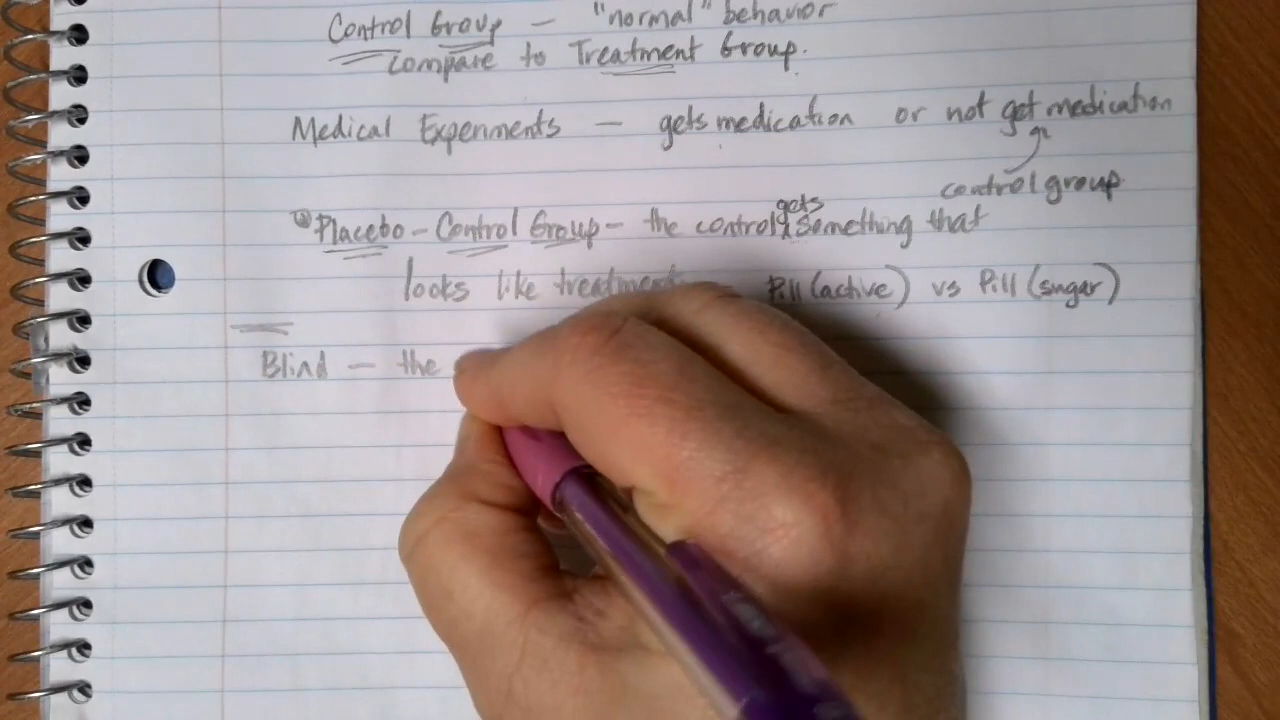 Control Group - "normal" behavior
compare to Treatment Group.
Medical Experiments - gets medication or not get medication
control group
Placebo - Control Group - the control gets something that
looks like treatment - Pill (active) vs Pill (sugar)
Blind - the